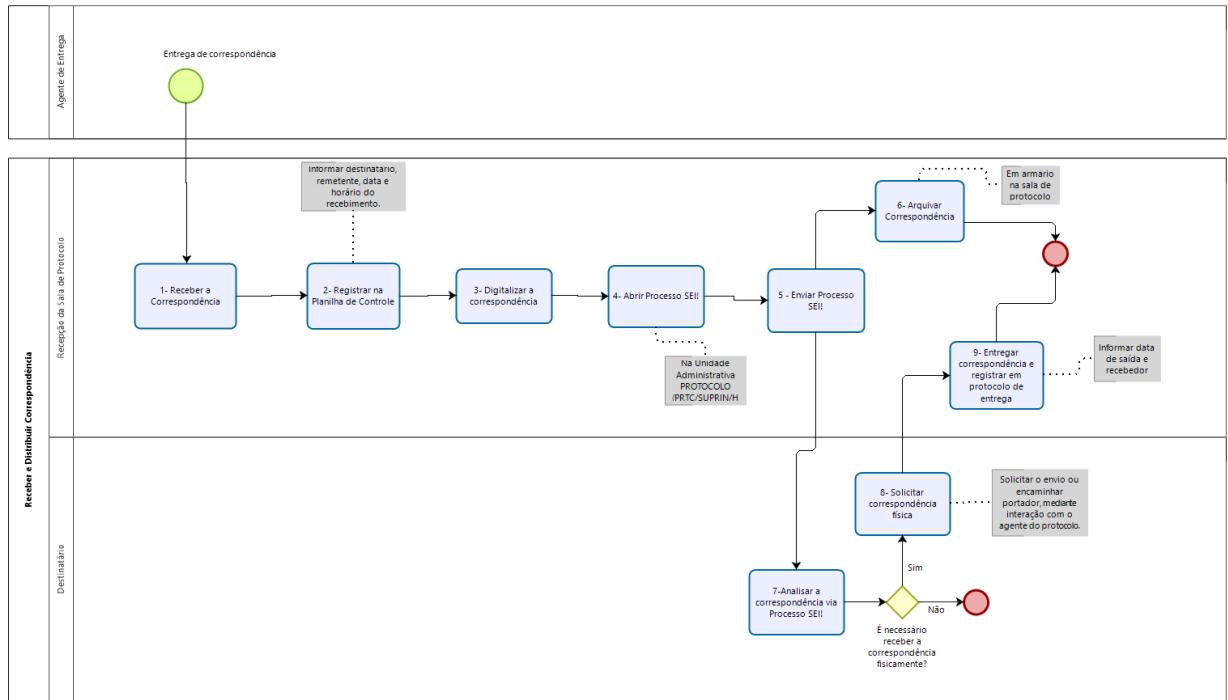 Agente de Entrega
Entrega de correspondência
Receber e Distribuir Correspondência
Recepção da Sala de Protocolo
1- Receber a
Correspondência
Informar destinatário,
remetente, data e
horário do
recebimento.
2- Registrar na
Planilha de Controle
3- Digitalizar a
correspondência
4- Abrir Processo SEI!
Na Unidade
Administrativa
PROTOCOLO
(PRTC/SUPRIN/H
5 - Enviar Processo
SEI!
6- Arquivar
Correspondência
Em armário
na sala de
protocolo
9- Entregar
correspondência e
registrar em
protocolo de
entrega
Informar data
de saída e
recebedor
Destinatário
7-Analisar a
correspondência via
Processo SEI!
É necessário
receber a
correspondência
fisicamente?
Sim
Não
8- Solicitar
correspondência
física
Solicitar o envio ou
encaminhar
portador, mediante
interação com o
agente do protocolo.